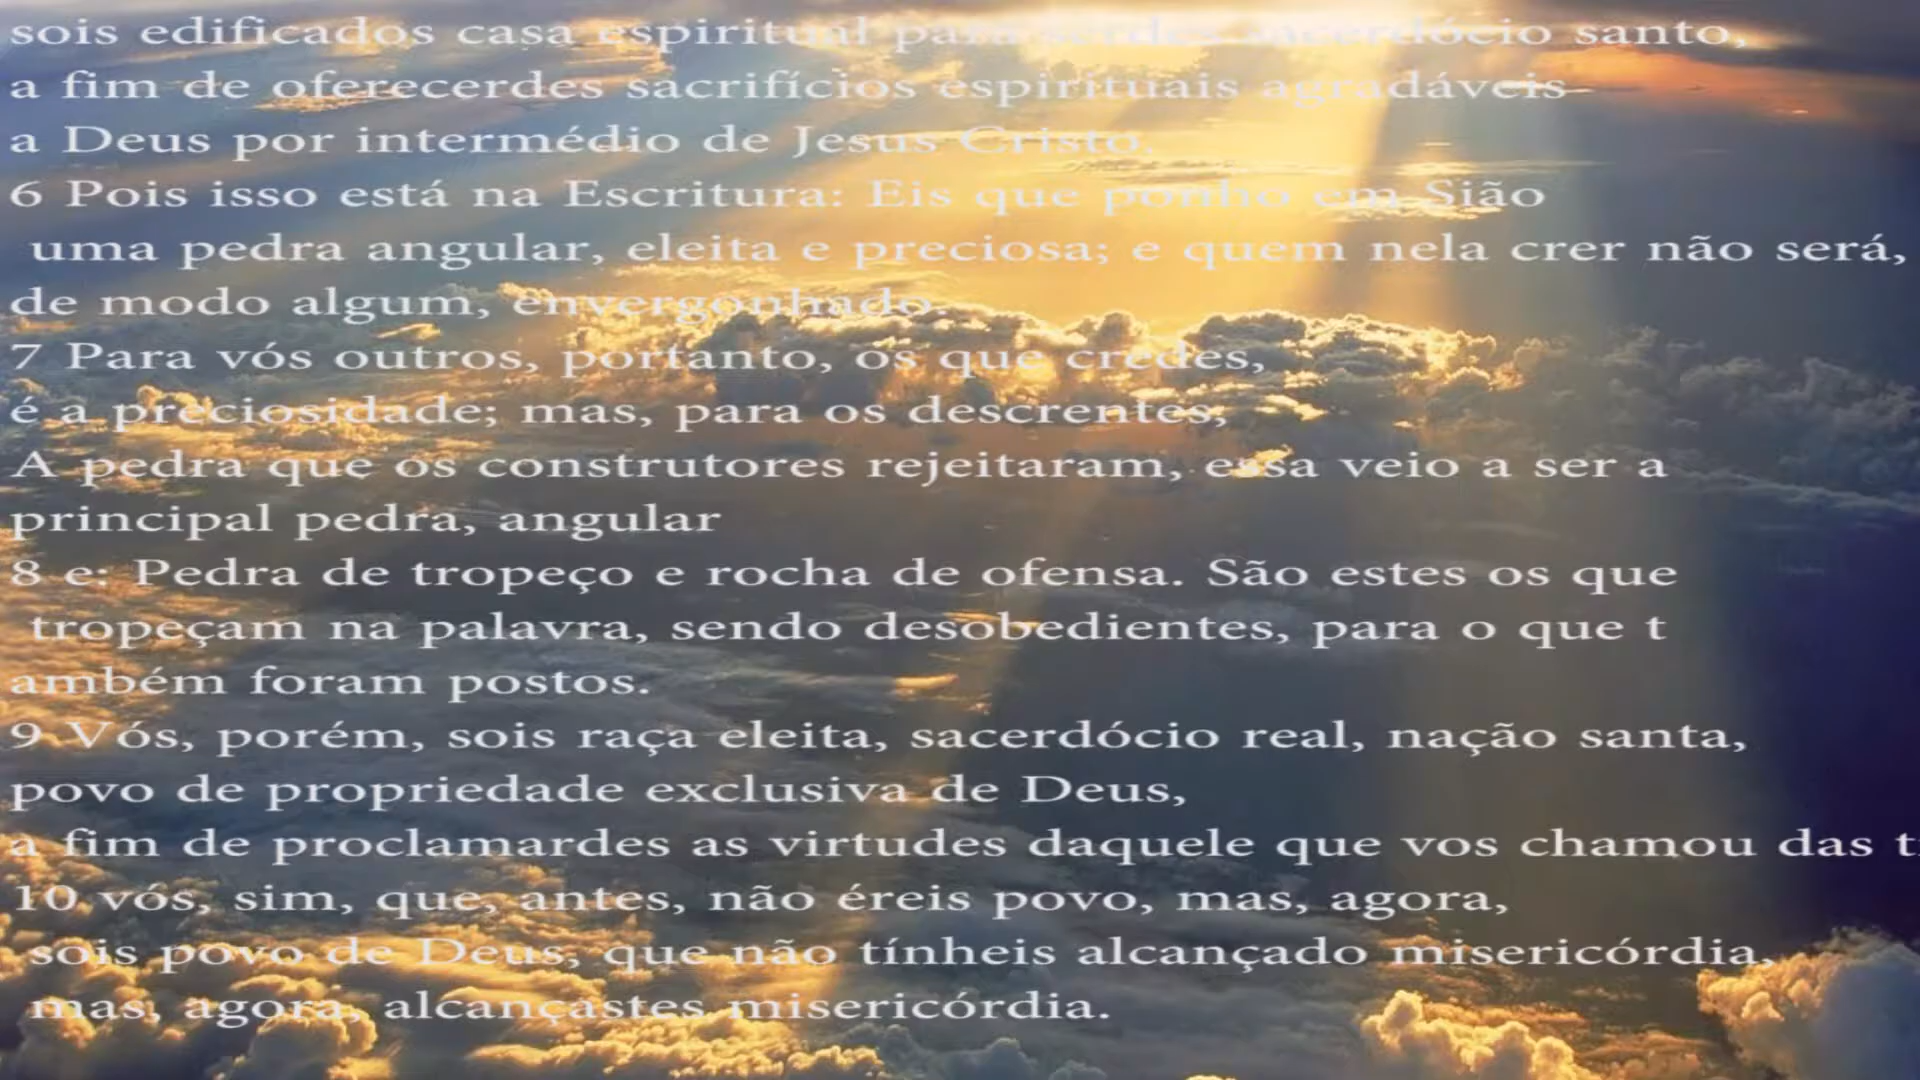 sois edificados casa espiritual para serdes sacerdócio santo,
a fim de oferecerdes sacrifícios espirituais agradáveis
a Deus por intermédio de Jesus Cristo.
6 Pois isso está na Escritura: Eis que ponho em Sião
uma pedra angular, eleita e preciosa; e quem nela crer não será,
de modo algum, envergonhado.
7 Para vós outros, portanto, os que credes,
é a preciosidade; mas, para os descrentes,
A pedra que os construtores rejeitaram, essa veio a ser a
principal pedra, angular
8 e: Pedra de tropeço e rocha de ofensa. São estes os que
tropeçam na palavra, sendo desobedientes, para o que t
ambém foram postos.
9 Vós, porém, sois raça eleita, sacerdócio real, nação santa,
povo de propriedade exclusiva de Deus,
a fim de proclamardes as virtudes daquele que vos chamou das
10 vós, sim, que, antes, não éreis povo, mas, agora,
sois povo de Deus, que não tínheis alcançado misericórdia,
mas, agora, alcançastes misericórdia.